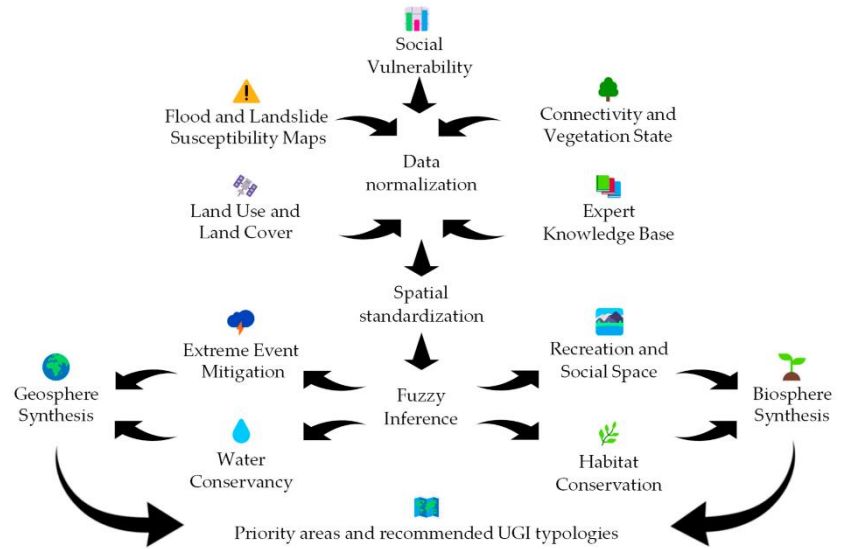 Social
Vulnerability
Flood and Landslide
Susceptibility Maps
Connectivity and
Vegetation State
Data
normalization
Land Use and
Land Cover
Expert
Knowledge Base
Spatial
standardization
Extreme Event
Mitigation
Recreation and
Social Space
Geosphere
Synthesis
Fuzzy
Inference
Biosphere
Synthesis
Water
Conservancy
Habitat
Conservation
Priority areas and recommended UGI typologies